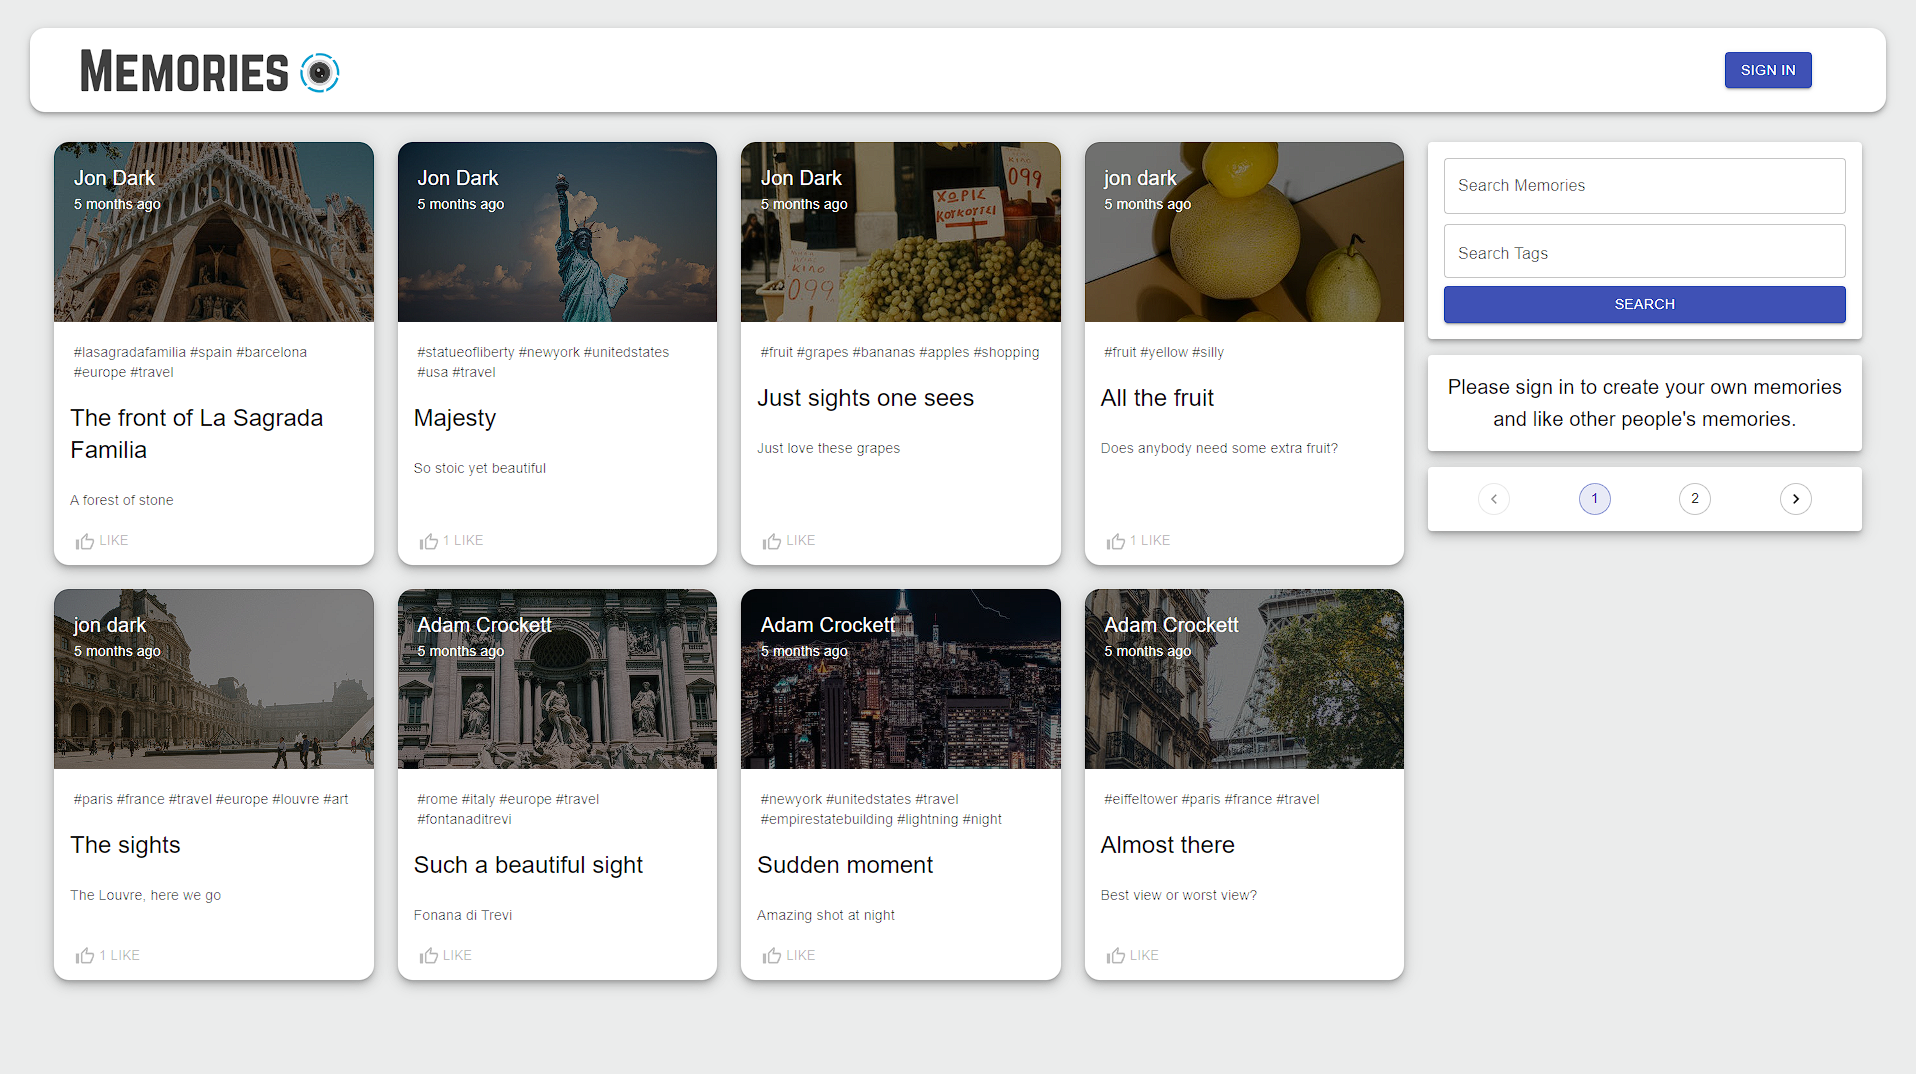 MEMORIES
SIGN IN
Jon Dark
5 months ago
#lasagradafamilia #spain #barcelona
#europe #travel
The front of La Sagrada
Familia
A forest of stone
LIKE
Jon Dark
5 months ago
#statueofliberty #newyork #unitedstates
#usa #travel
Majesty
So stoic yet beautiful
1 LIKE
Jon Dark
5 months ago
ΚΙΛΟ
099
ΧΩΡΙΣ
ΚΟΥΚΟΥΤΣΙ
ΚΙΛΟ
0.99
#fruit #grapes #bananas #apples #shopping
Just sights one sees
Just love these grapes
LIKE
jon dark
5 months ago
#fruit #yellow #silly
All the fruit
Does anybody need some extra fruit?
1 LIKE
Search Memories
Search Tags
SEARCH
Please sign in to create your own memories
and like other people's memories.
1 2
jon dark
5 months ago
#paris #france #travel #europe #louvre #art
The sights
The Louvre, here we go
1 LIKE
Adam Crockett
5 months ago
#rome #italy #europe #travel
#fontanaditrevi
Such a beautiful sight
Fonana di Trevi
LIKE
Adam Crockett
5 months ago
#newyork #unitedstates #travel
#empirestatebuilding #lightning #night
Sudden moment
Amazing shot at night
LIKE
Adam Crockett
5 months ago
#eiffeltower #paris #france #travel
Almost there
Best view or worst view?
LIKE